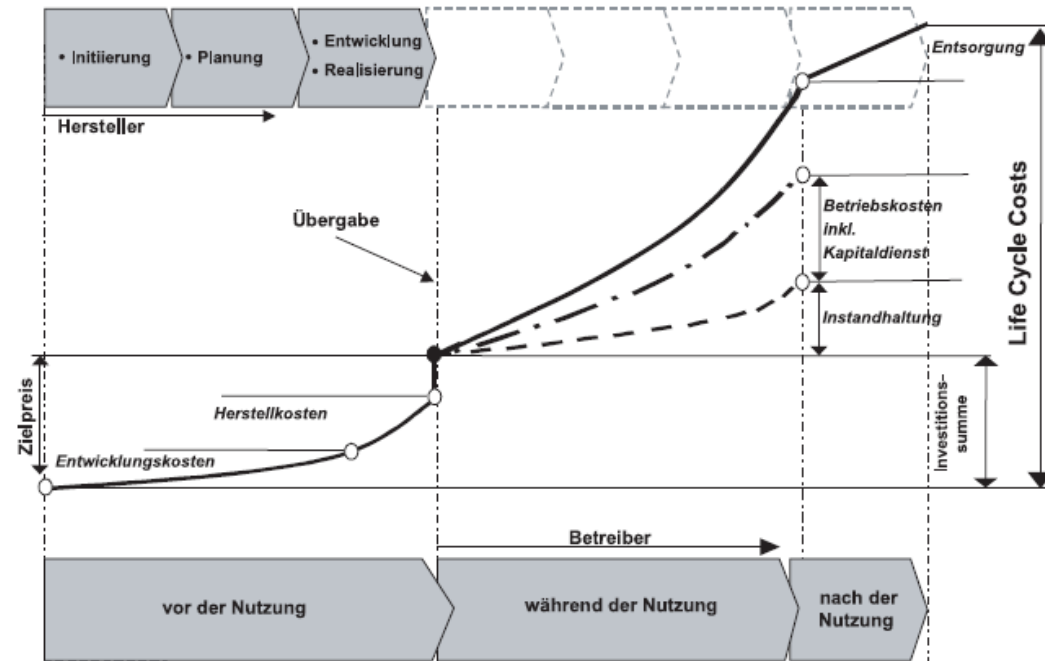 • Initiierung
• Planung
• Entwicklung
• Realisierung
Entsorgung
Hersteller
Übergabe
Betriebskosten
inkl.
Kapitaldienst
Instandhaltung
Life Cycle Costs
Zielpreis
Herstellkosten
Entwicklungskosten
Investitions-
summe
Betreiber
vor der Nutzung
während der Nutzung
nach der
Nutzung